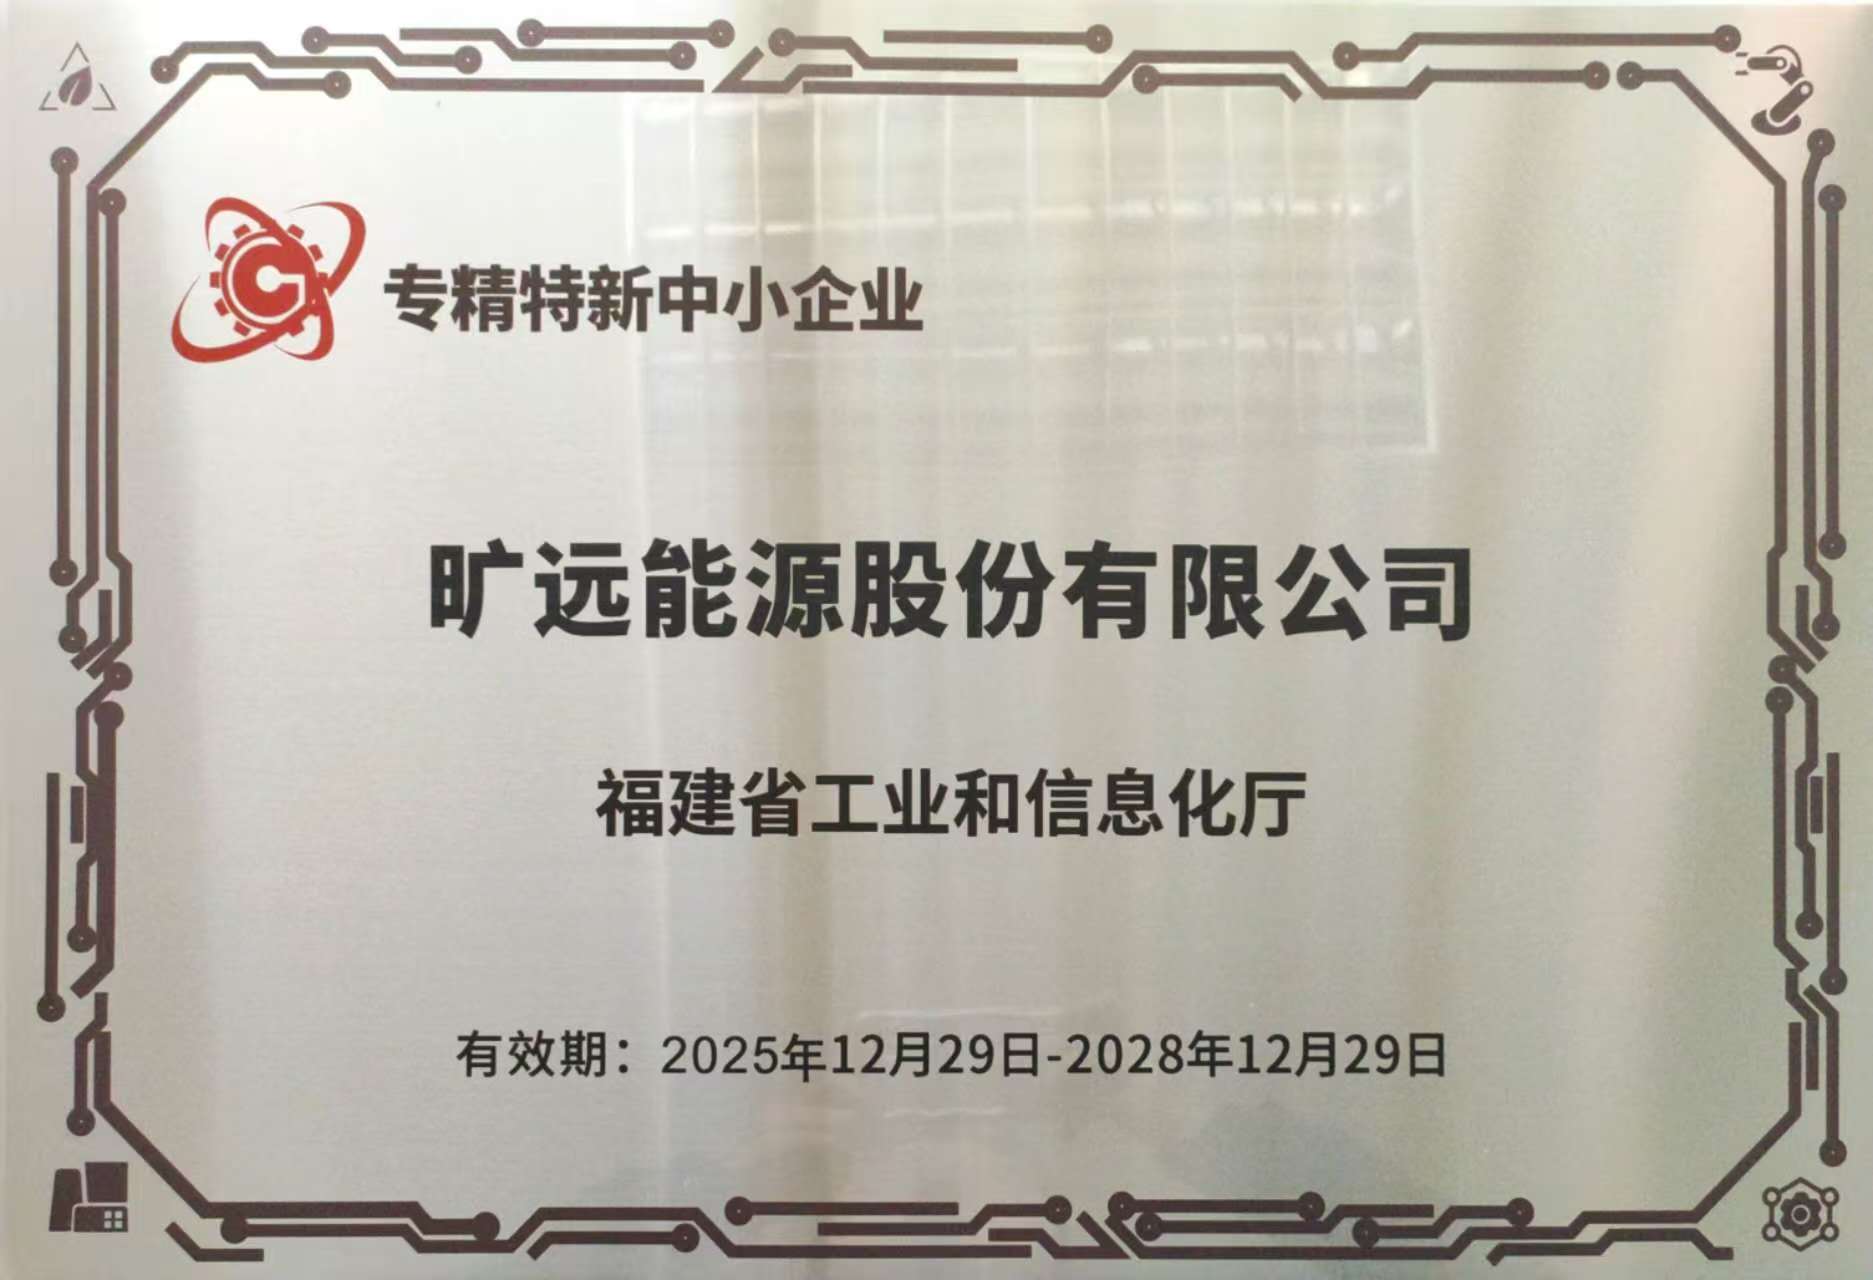 专精特新中小企业
旷远能源股份有限公司
福建省工业和信息化厅
有效期：2025年12月29日-2028年12月29日